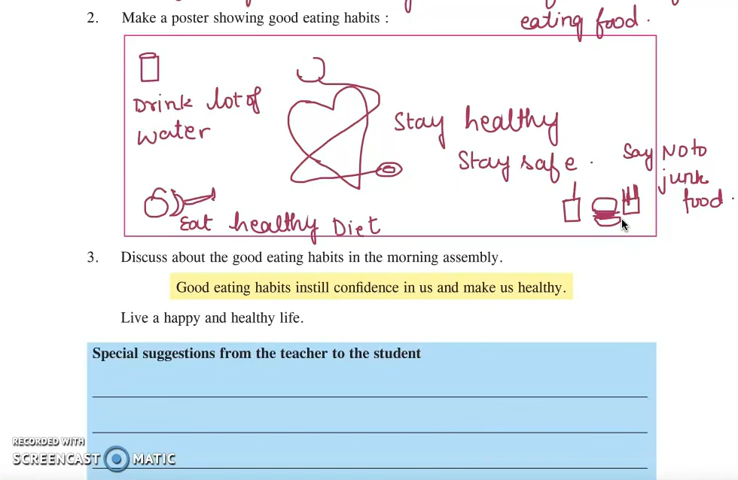 eating food.
2. Make a poster showing good eating habits :
Drink lot of
water
Stay healthy
Stay safe.
Say No to
junk
food.
Eat healthy Diet
3. Discuss about the good eating habits in the morning assembly.
Good eating habits instill confidence in us and make us healthy.
Live a happy and healthy life.
Special suggestions from the teacher to the student
RECORDED WITH
SCREENCAST MATIC